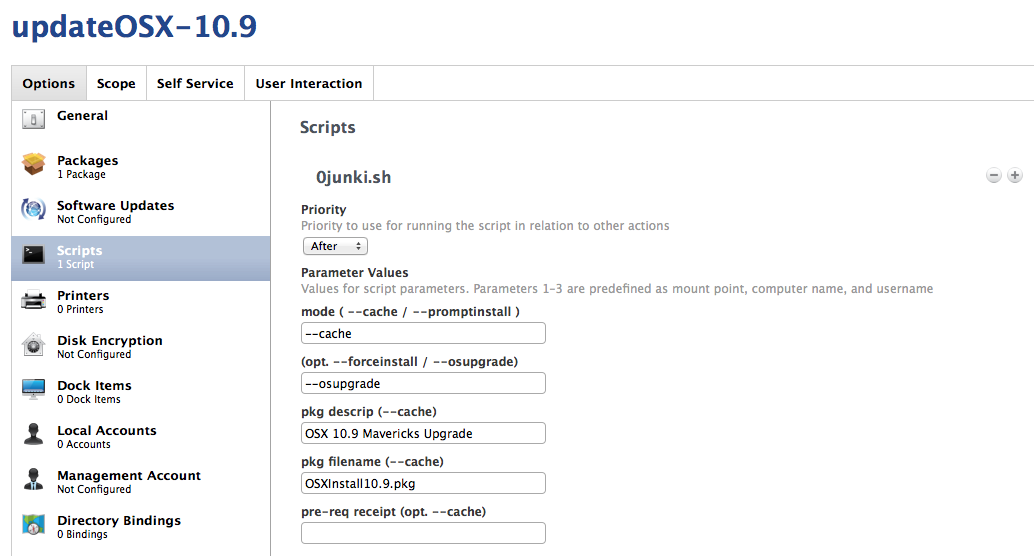 updateOSX-10.9
Options
Scope
Self Service
User Interaction
General
Packages
1 Package
Software Updates
Not Configured
Scripts
1 Script
Printers
0 Printers
Disk Encryption
Not Configured
Dock Items
0 Dock Items
Local Accounts
0 Accounts
Management Account
Not Configured
Directory Bindings
0 Bindings
Scripts
0junki.sh
Priority
Priority to use for running the script in relation to other actions
After
Parameter Values
Values for script parameters. Parameters 1-3 are predefined as mount point, computer name, and username
mode ( --cache / --promptinstall )
--cache
(opt. --forceinstall / --osupgrade)
--osupgrade
pkg descrip (--cache)
OSX 10.9 Mavericks Upgrade
pkg filename (--cache)
OSXInstall10.9.pkg
pre-req receipt (opt. --cache)